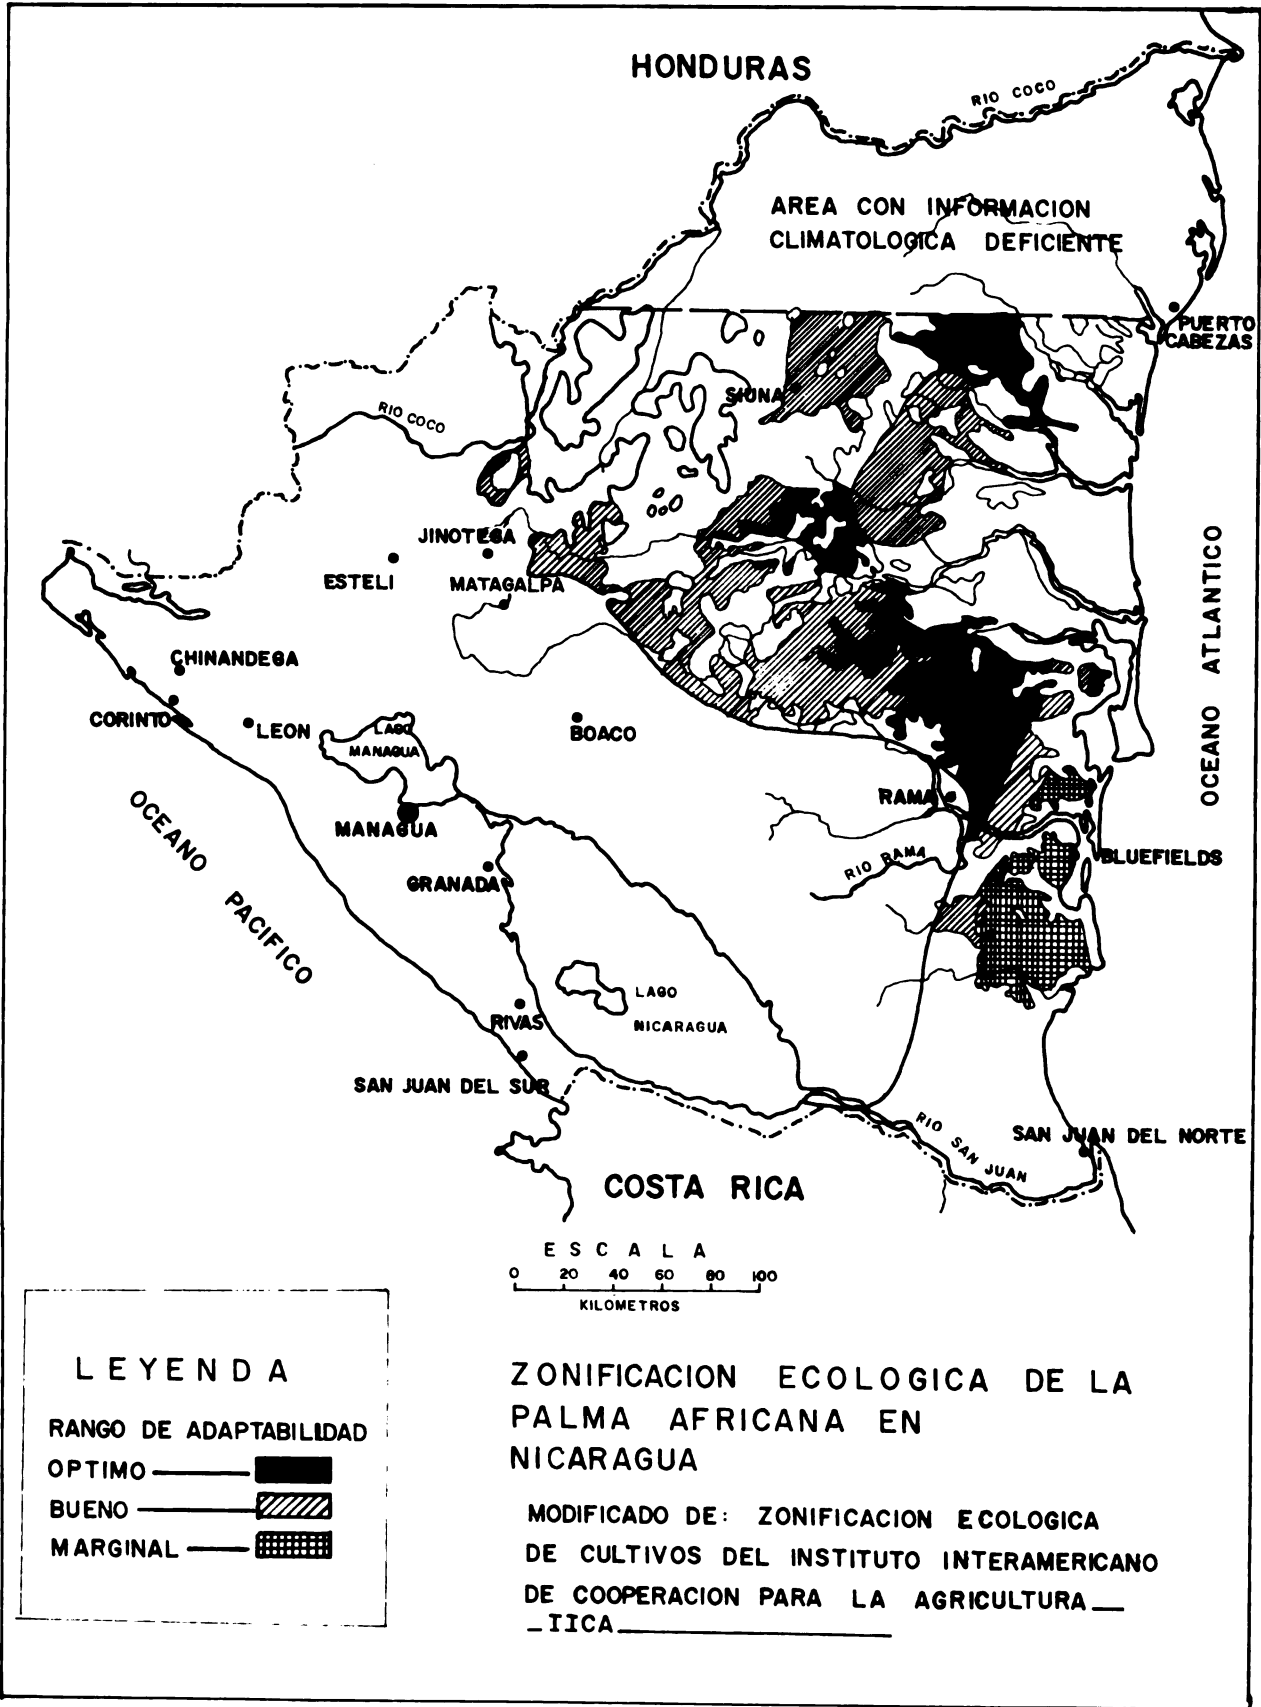 HONDURAS
RIO COCO
AREA CON INFORMACION
CLIMATOLOGICA DEFICIENTE
PUERTO
CABEZAS
SIUNA
RIO COCO
JINOTEGA
ESTELI
MATAGALPA
CHINANDEGA
CORINTO
LEON
LAGO
MANAGUA
BOACO
OCEANO ATLANTICO
RAMA
MANAGUA
OCEANO PACIFICO
RIO RAMA
BLUEFIELDS
GRANADA
LAGO
NICARAGUA
RIVAS
SAN JUAN DEL SUR
RIO SAN JUAN
SAN JUAN DEL NORTE
COSTA RICA
ESCALA
0 20 40 60 80 100
KILOMETROS
LEYENDA
RANGO DE ADAPTABILIDAD
OPTIMO
BUENO
MARGINAL
ZONIFICACION ECOLOGICA DE LA
PALMA AFRICANA EN
NICARAGUA
MODIFICADO DE: ZONIFICACION ECOLOGICA
DE CULTIVOS DEL INSTITUTO INTERAMERICANO
DE COOPERACION PARA LA AGRICULTURA__
_IICA____________